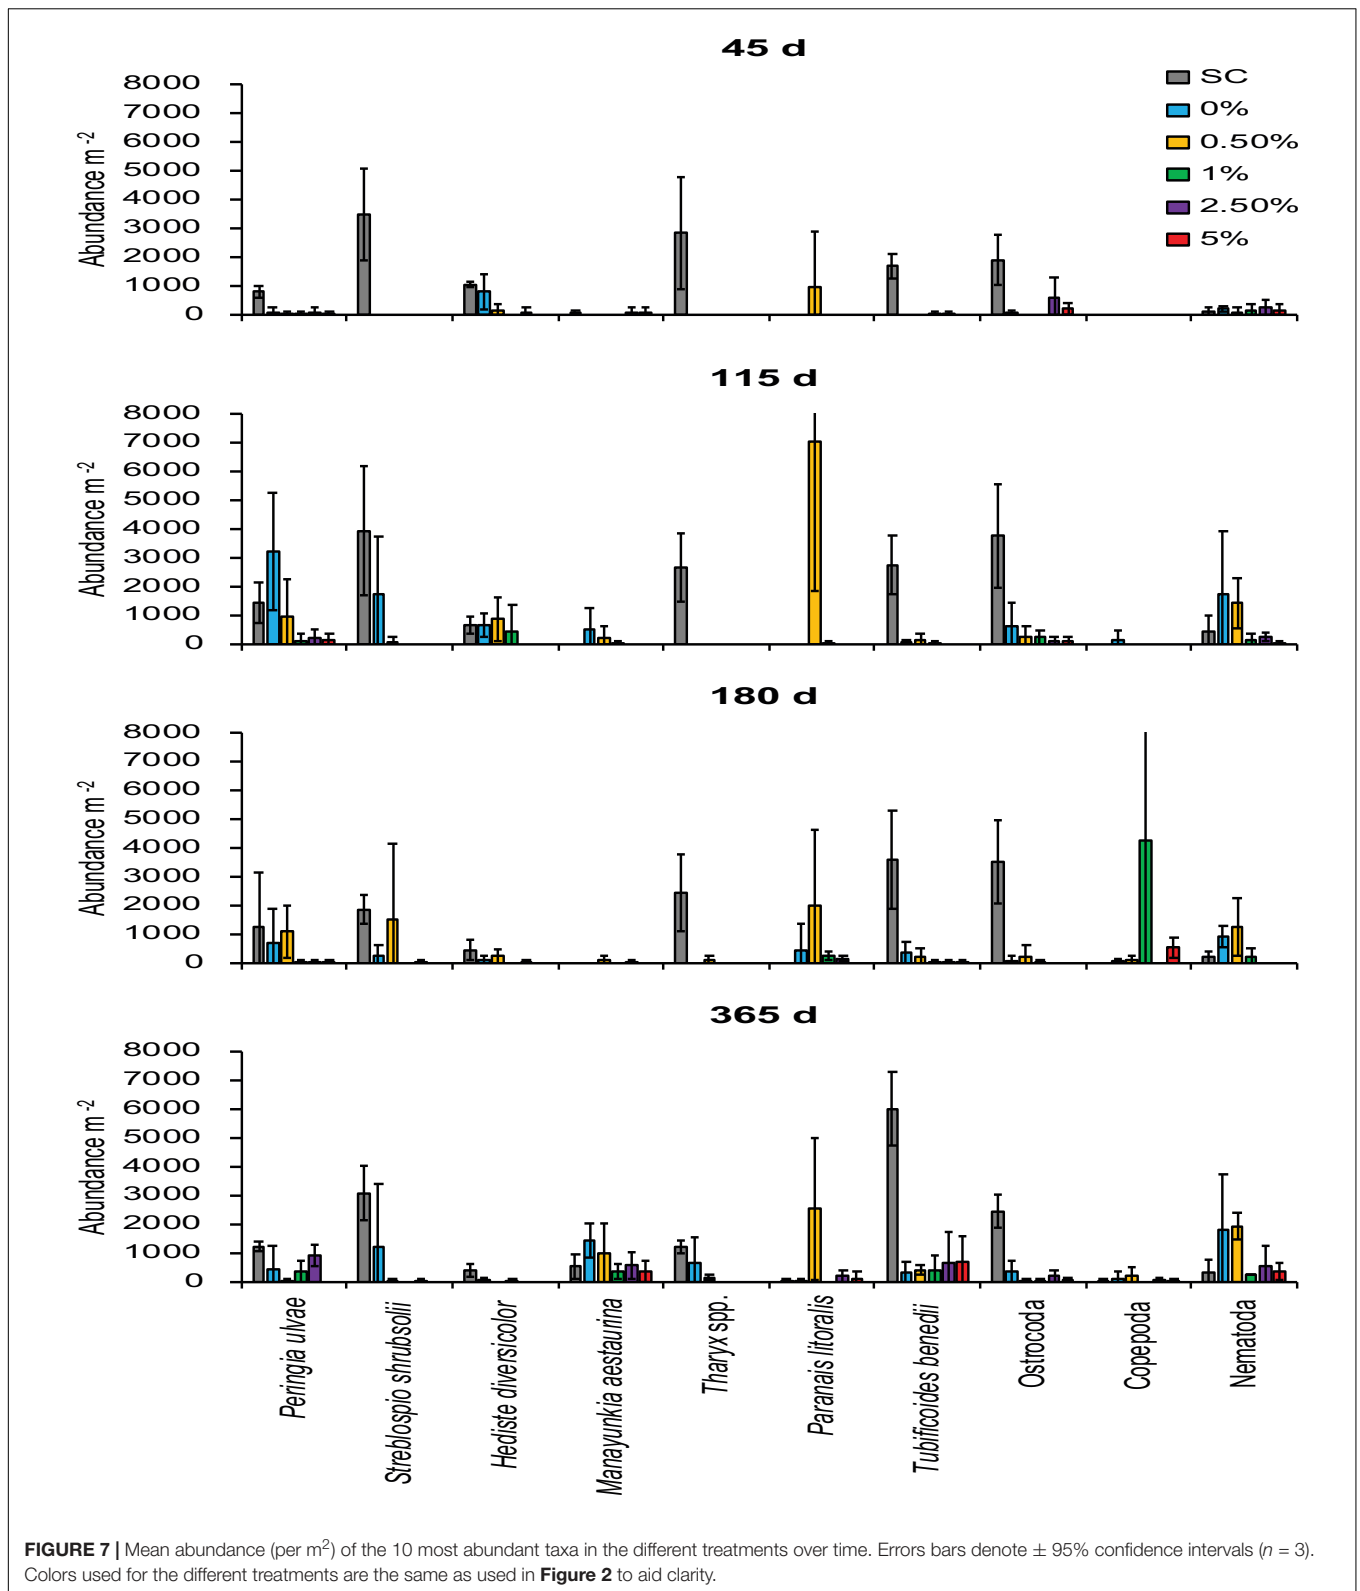 45 d
8000
7000
6000
5000
4000
3000
2000
1000
0
Abundance m-2
SC
0%
0.50%
1%
2.50%
5%
115 d
8000
7000
6000
5000
4000
3000
2000
1000
0
Abundance m-2
180 d
8000
7000
6000
5000
4000
3000
2000
1000
0
Abundance m-2
365 d
8000
7000
6000
5000
4000
3000
2000
1000
0
Abundance m-2
Peringia ulvae
Streblospio shrubsolii
Hediste diversicolor
Manayunkia aestaurina
Tharyx spp.
Paranais litoralis
Tubificoides benedii
Ostrocoda
Copepoda
Nematoda
FIGURE 7 | Mean abundance (per m2) of the 10 most abundant taxa in the different treatments over time. Errors bars denote ± 95% confidence intervals (n = 3).
Colors used for the different treatments are the same as used in Figure 2 to aid clarity.